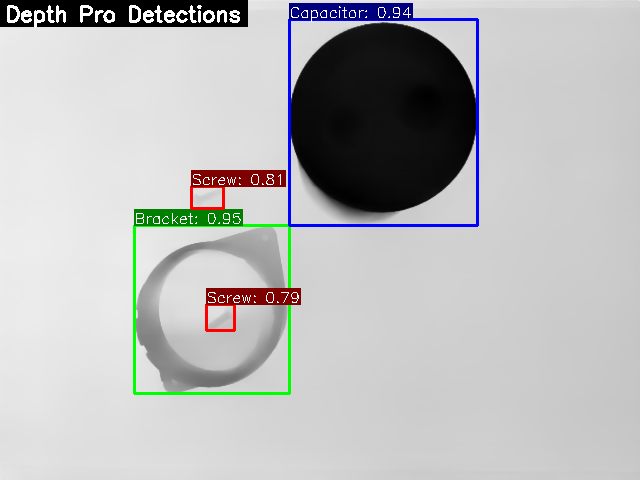 Depth Pro Detections
Capacitor: 0.94
Screw: 0.81
Bracket: 0.95
Screw: 0.79